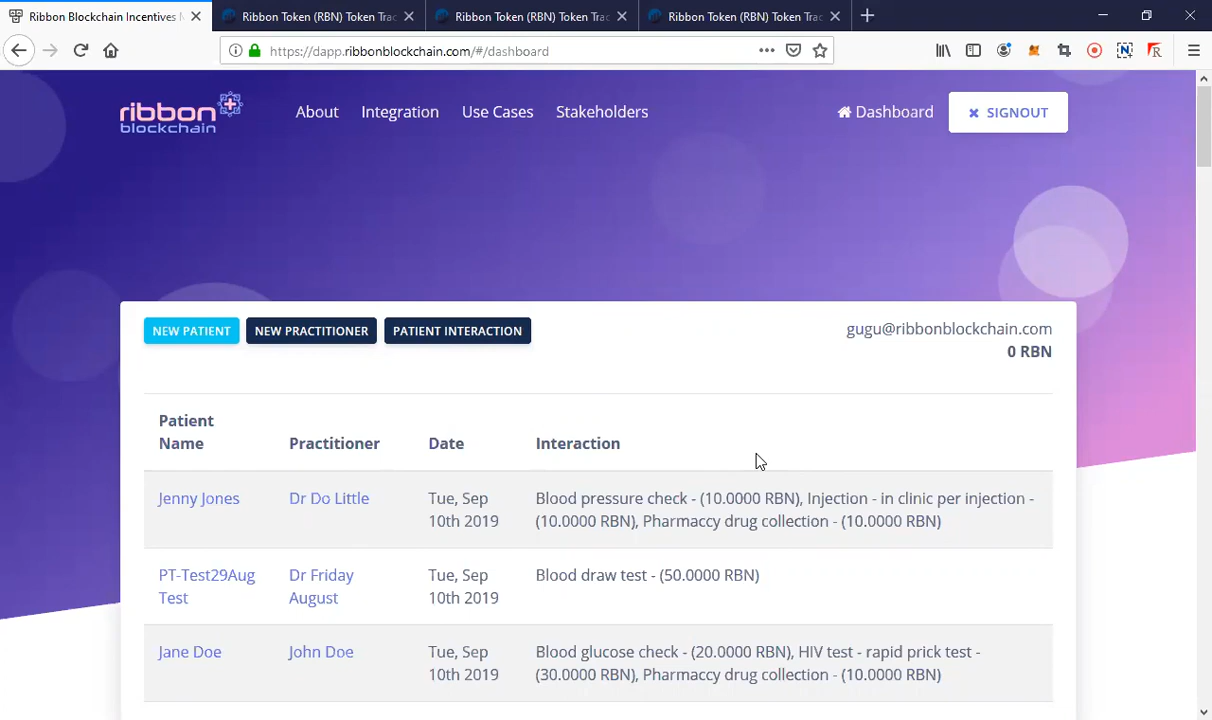 Ribbon Blockchain Incentives
Ribbon Token (RBN) Token Trac
Ribbon Token (RBN) Token Trac
Ribbon Token (RBN) Token Trac
https://dapp.ribbonblockchain.com/#/dashboard
ribbon
blockchain
About
Integration
Use Cases
Stakeholders
Dashboard
SIGNOUT
NEW PATIENT
NEW PRACTITIONER
PATIENT INTERACTION
gugu@ribbonblockchain.com
0 RBN
Patient
Name
Practitioner
Date
Interaction
Jenny Jones
Dr Do Little
Tue, Sep
10th 2019
Blood pressure check - (10.0000 RBN), Injection - in clinic per injection -
(10.0000 RBN), Pharmaccy drug collection - (10.0000 RBN)
PT-Test29Aug
Test
Dr Friday
August
Tue, Sep
10th 2019
Blood draw test - (50.0000 RBN)
Jane Doe
John Doe
Tue, Sep
10th 2019
Blood glucose check - (20.0000 RBN), HIV test - rapid prick test -
(30.0000 RBN), Pharmaccy drug collection - (10.0000 RBN)